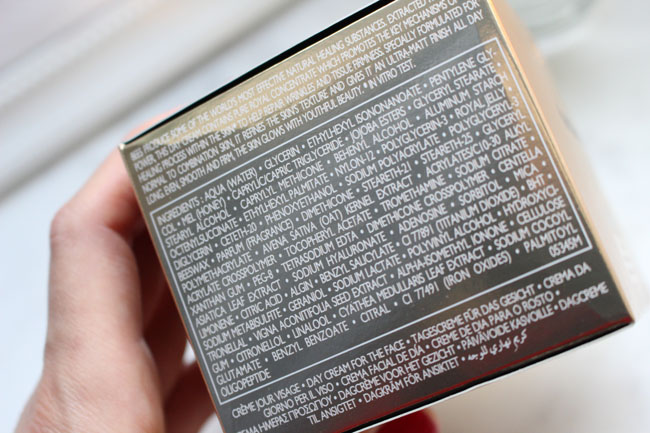 BEES, HONEY IS SOME OF THE WORLD'S MOST EFFECTIVE NATURAL HEALING SUBSTANCES. EXTRACTED
POWER, THIS DAY CREAM CONTAINS PURE ROYAL CONCENTRATE WHICH PROMOTES THE KEY MECHANISMS OF
HEALING PROCESS WITHIN THE SKIN TO HELP REPAIR WRINKLES AND TISSUE FIRMNESS. SPECIALLY FORMULATED FOR
NORMAL TO COMBINATION SKIN, IT REFINES THE SKIN'S TEXTURE AND GIVES IT AN ULTRA-MATT FINISH ALL DAY
LONG. EVEN, SMOOTH AND FIRM, THE SKIN GLOWS WITH YOUTHFUL BEAUTY. * IN VITRO TEST.
INGREDIENTS : AQUA (WATER) • GLYCERIN • ETHYLHEXYL ISONONANOATE • PENTYLENE GLY-
COL • MEL (HONEY) • CAPRYLIC/CAPRIC TRIGLYCERIDE • JOJOBA ESTERS • GLYCERYL STEARATE •
STEARYL ALCOHOL • CAPRYLYL METHICONE • BEHENYL ALCOHOL • ALUMINUM STARCH
OCTENYLSUCCINATE • ETHYLHEXYL PALMITATE • NYLON-12 • POLYGLYCERIN-3 • ROYAL JELLY •
DIGLYCERIN • CETETH-20 • PHENOXYETHANOL • SODIUM POLYACRYLATE • POLYGLYCERYL-3
BEESWAX • PARFUM (FRAGRANCE) • DIMETHICONE • STEARETH-21 • STEARETH-25 • GLYCERYL
POLYMETHACRYLATE • AVENA SATIVA (OAT) KERNEL EXTRACT • ACRYLATES/C10-30 ALKYL
ACRYLATE CROSSPOLYMER • TOCOPHERYL ACETATE • TROMETHAMINE • SODIUM CITRATE •
XANTHAN GUM • PEG-8 • TETRASODIUM EDTA • DIMETHICONE CROSSPOLYMER • CENTELLA
ASIATICA LEAF EXTRACT • SODIUM HYALURONATE • ADENOSINE • SORBITOL • MICA •
LIMONENE • CITRIC ACID • ALGIN • BENZYL SALICYLATE • CI 77891 (TITANIUM DIOXIDE) • BHT •
SODIUM METABISULFITE • GERANIOL • SODIUM LACTATE • POLYVINYL ALCOHOL • HYDROXYCI-
TRONELLAL • VIGNA ACONITIFOLIA SEED EXTRACT • ALPHA-ISOMETHYL IONONE • CELLULOSE
GUM • CITRONELLOL • LINALOOL • CYATHEA MEDULLARIS LEAF EXTRACT • SODIUM COCOYL
GLUTAMATE • BENZYL BENZOATE • CITRAL • CI 77491 (IRON OXIDES) • PALMITOYL
OLIGOPEPTIDE 05345M
CRÈME JOUR VISAGE • DAY CREAM FOR THE FACE • TAGESCREME FÜR DAS GESICHT • CREMA DA
GIORNO PER IL VISO • CREMA FACIAL DE DÍA • CREME DE DIA PARA O ROSTO •
ΚΡΕΜΑ ΗΜΕΡΑΣ ΠΡΟΣΩΠΟΥ • DAGCRÈME VOOR HET GEZICHT • PÄIVÄVOIDE KASVOILLE • DAGCREME
TIL ANSIGTET • DAGKRÄM FÖR ANSIKTET • كريم نهاري للوجه